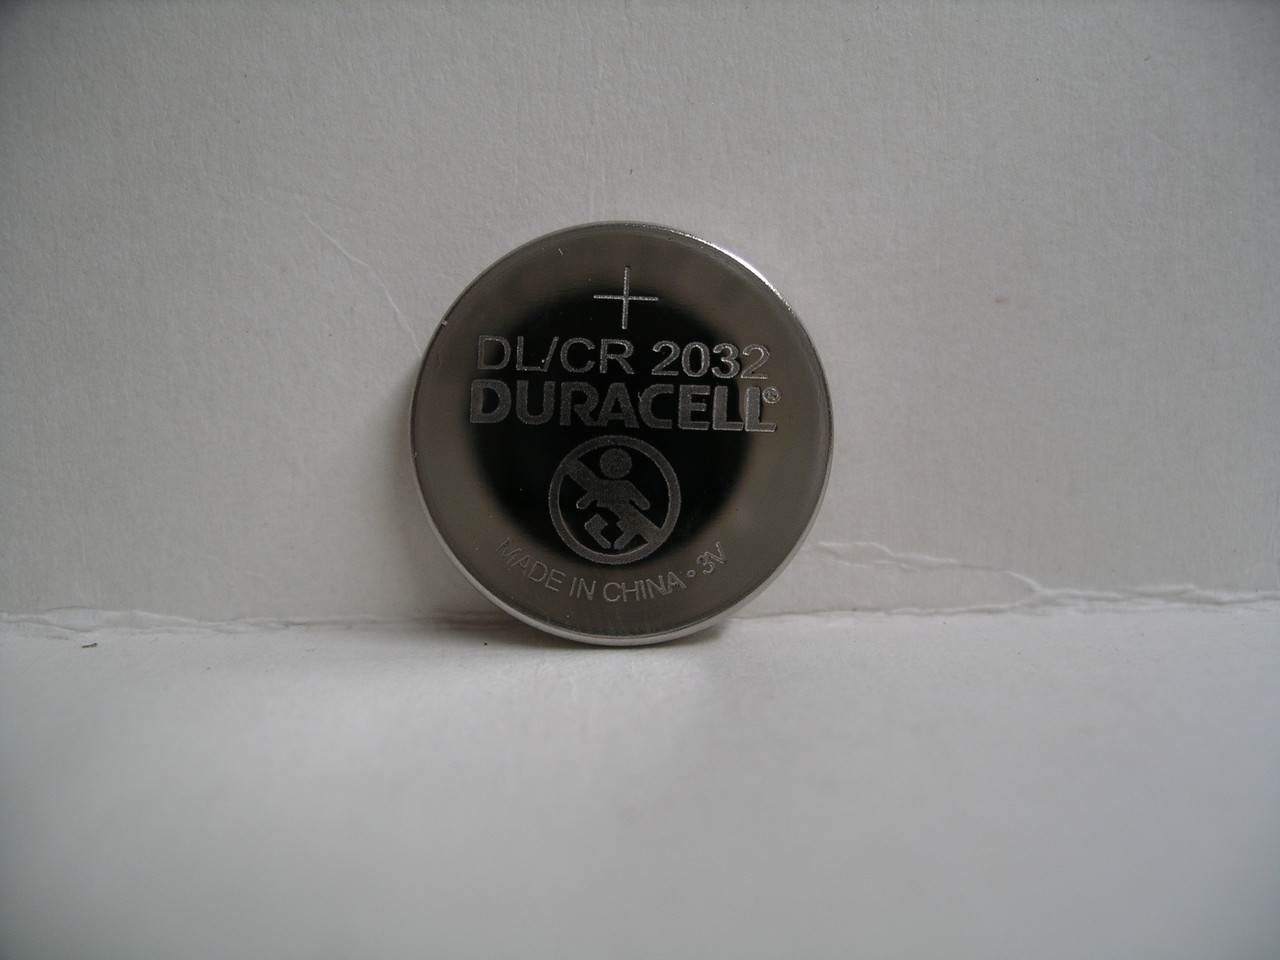 +
DL/CR 2032
DURACELL®
MADE IN CHINA • 3V